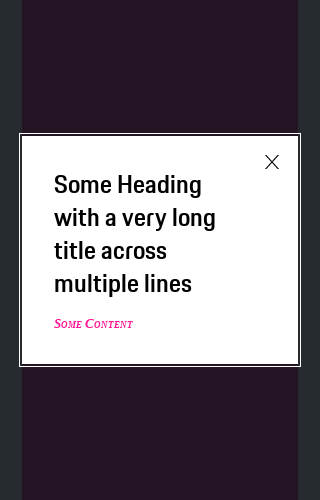 Some Heading
with a very long
title across
multiple lines
Some Content